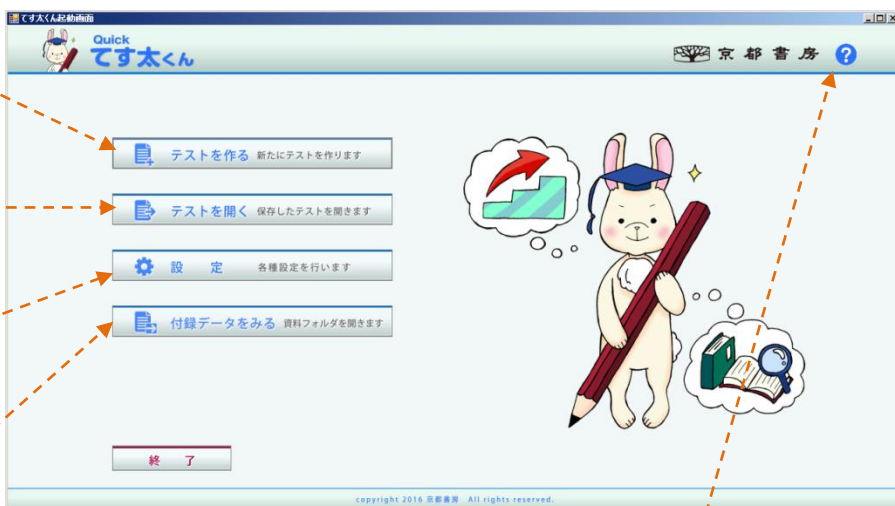 てす太くん起動画面
Quick
てす太くん
京都書房
?
テストを作る 新たにテストを作ります
テストを開く 保存したテストを開きます
設 定 各種設定を行います
付録データをみる 資料フォルダを開きます
終 了
copyright 2016 京都書房 All rights reserved.